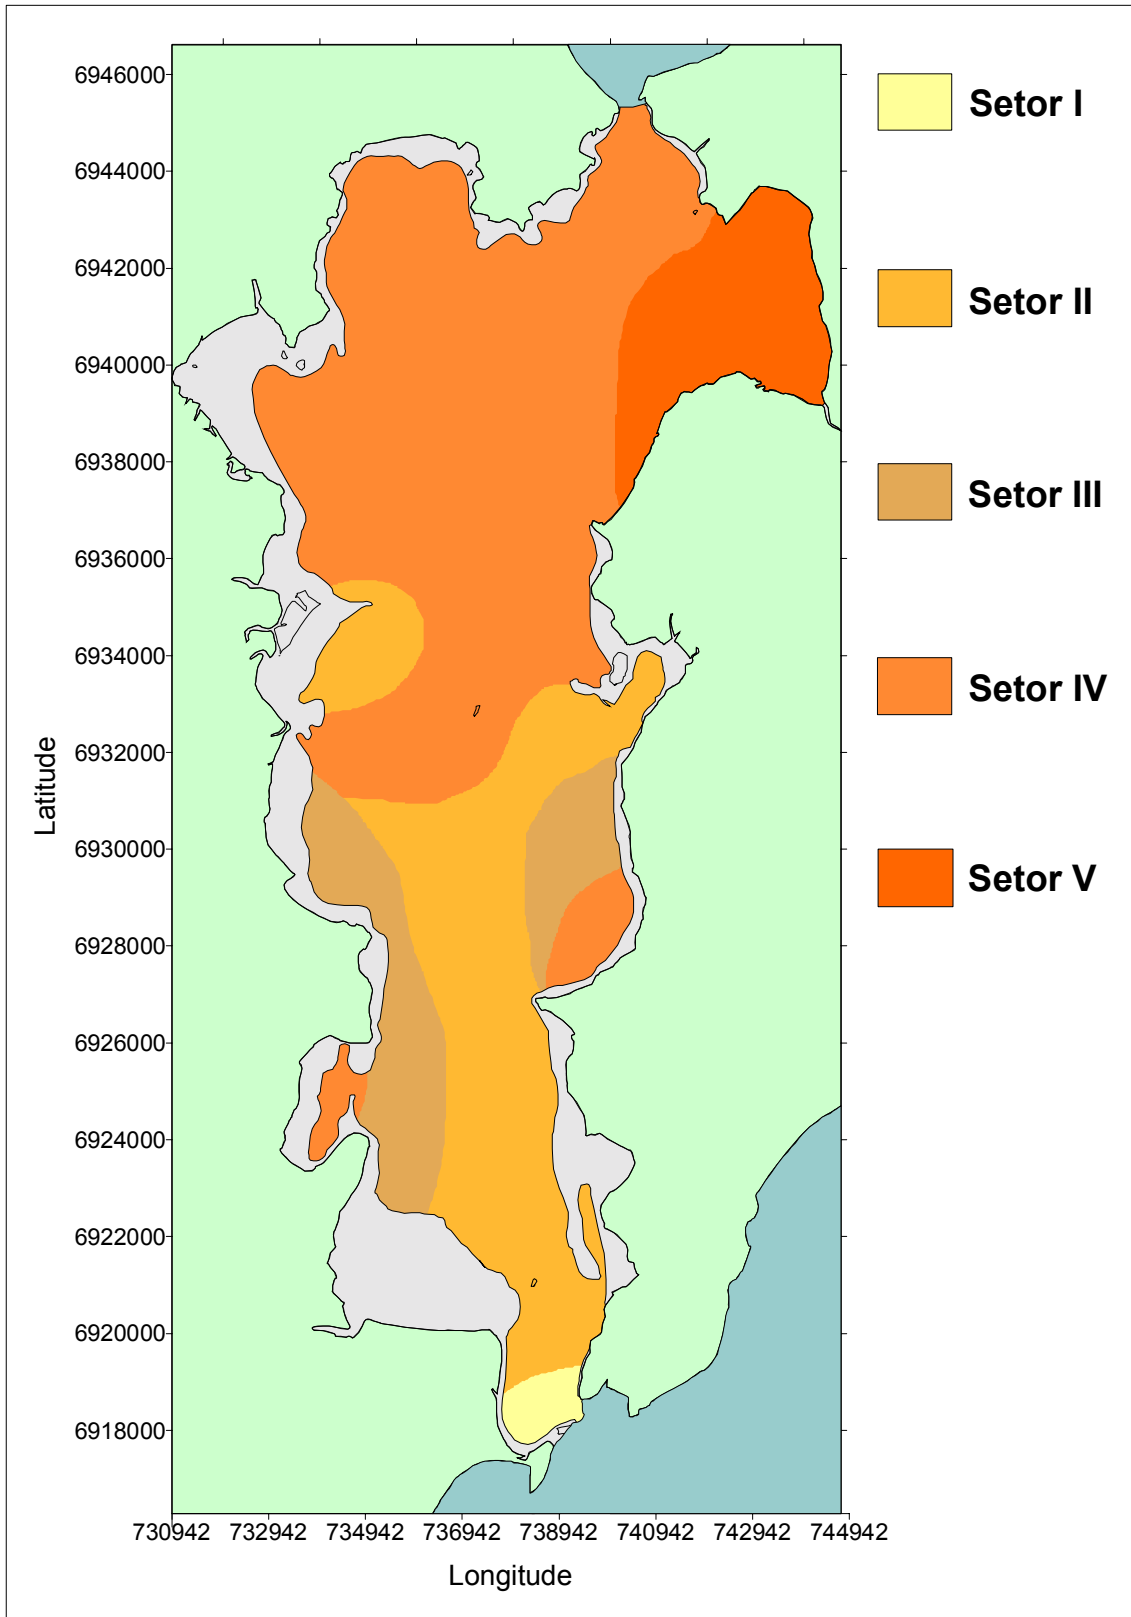 6946000
6944000
6942000
6940000
6938000
6936000
6934000
6932000
6930000
6928000
6926000
6924000
6922000
6920000
6918000
Latitude
730942 732942 734942 736942 738942 740942 742942 744942
Longitude
Setor I
Setor II
Setor III
Setor IV
Setor V